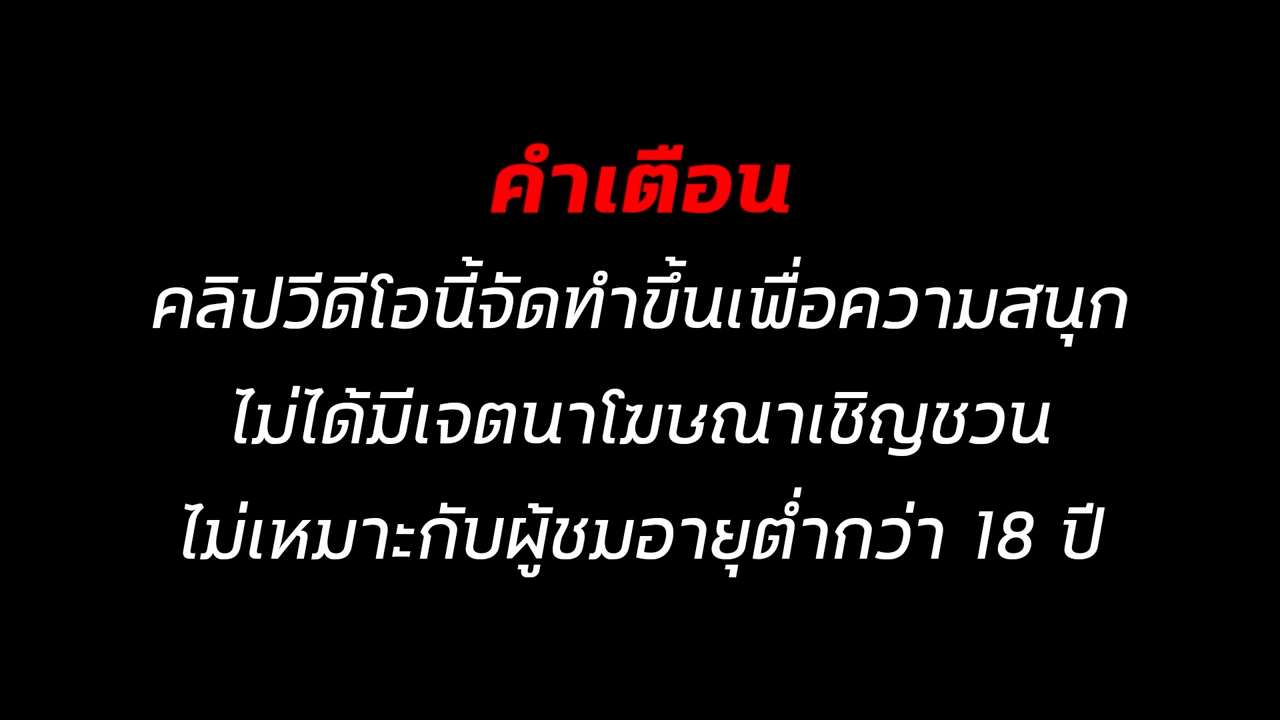 คำเตือน
คลิปวีดีโอนี้จัดทำขึ้นเพื่อความสนุก
ไม่ได้มีเจตนาโฆษณาเชิญชวน
ไม่เหมาะกับผู้ชมอายุต่ำกว่า 18 ปี